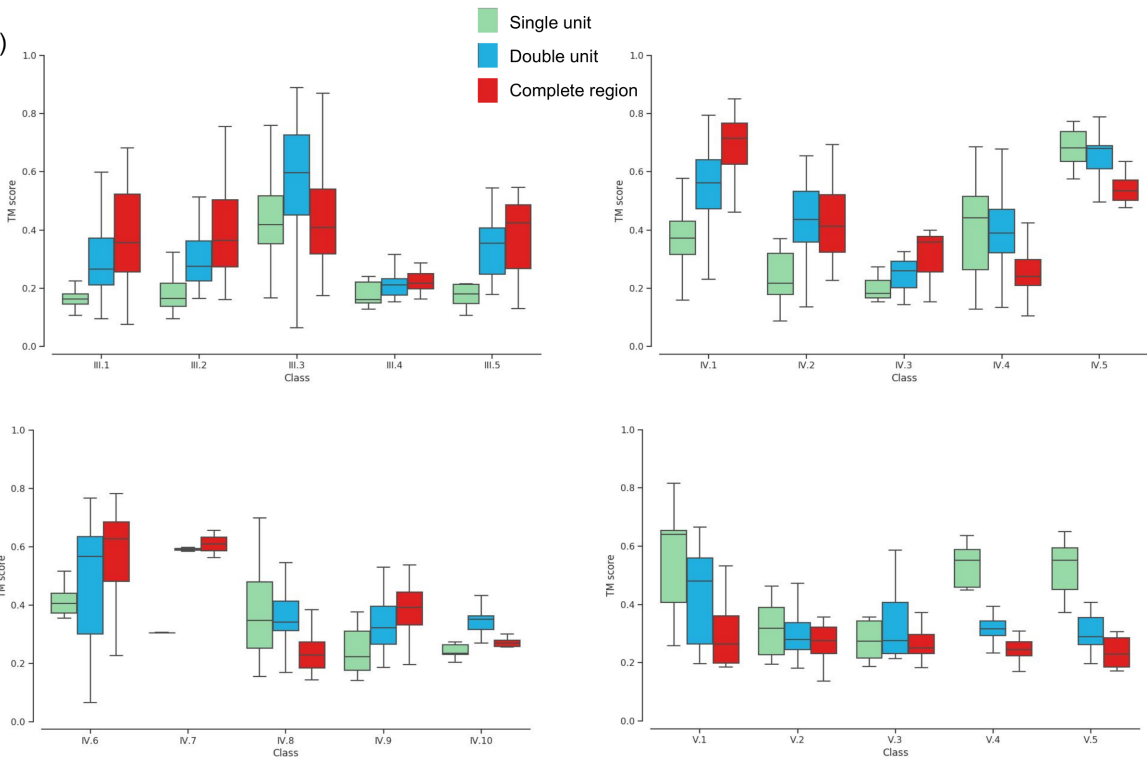 )
Single unit
Double unit
Complete region
1.0
0.8
0.6
0.4
0.2
0.0
TM score
III.1 III.2 III.3 III.4 III.5
Class
1.0
0.8
0.6
0.4
0.2
0.0
TM score
IV.1 IV.2 IV.3 IV.4 IV.5
Class
1.0
0.8
0.6
0.4
0.2
0.0
TM score
IV.6 IV.7 IV.8 IV.9 IV.10
Class
1.0
0.8
0.6
0.4
0.2
0.0
TM score
V.1 V.2 V.3 V.4 V.5
Class